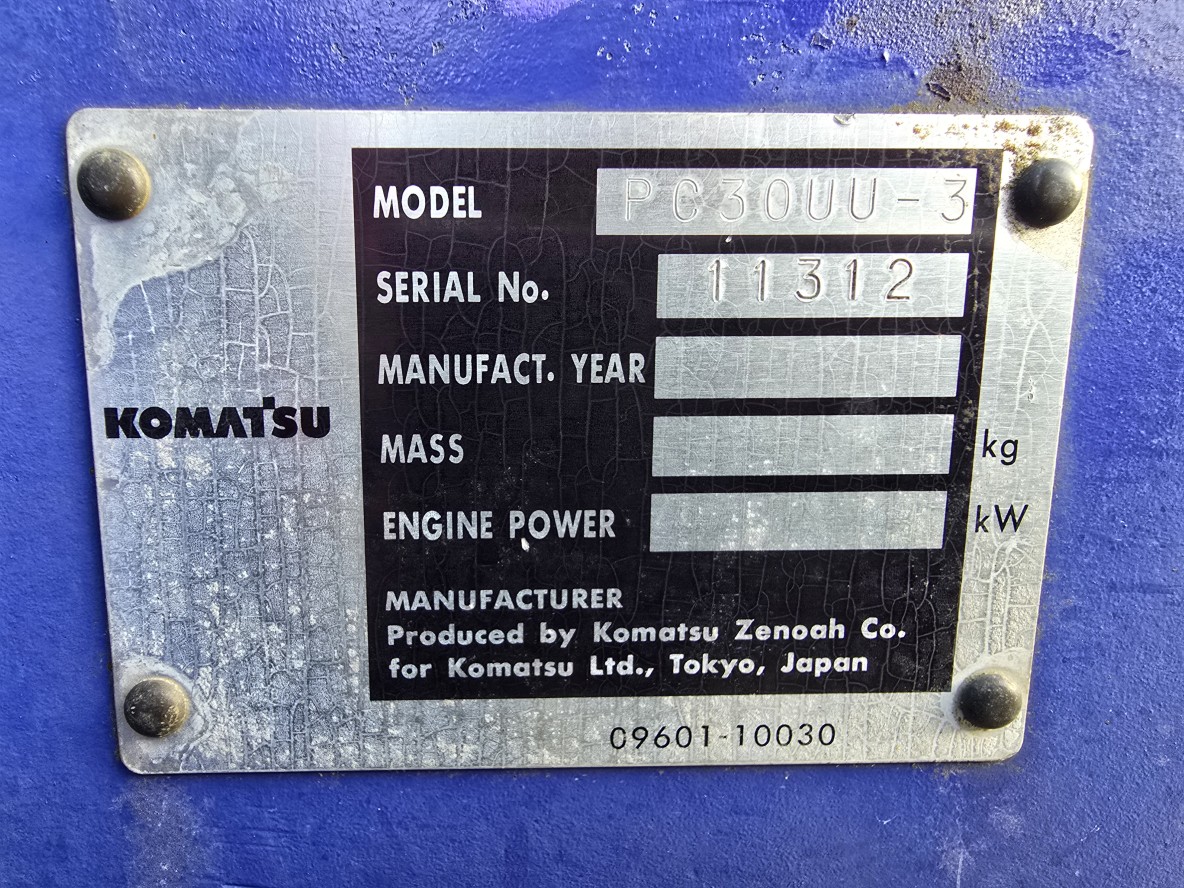 MODEL PC30UU-3
SERIAL No. 11312
MANUFACT. YEAR
KOMATSU
MASS kg
ENGINE POWER kW
MANUFACTURER
Produced by Komatsu Zenoah Co.
for Komatsu Ltd., Tokyo, Japan
09601-10030